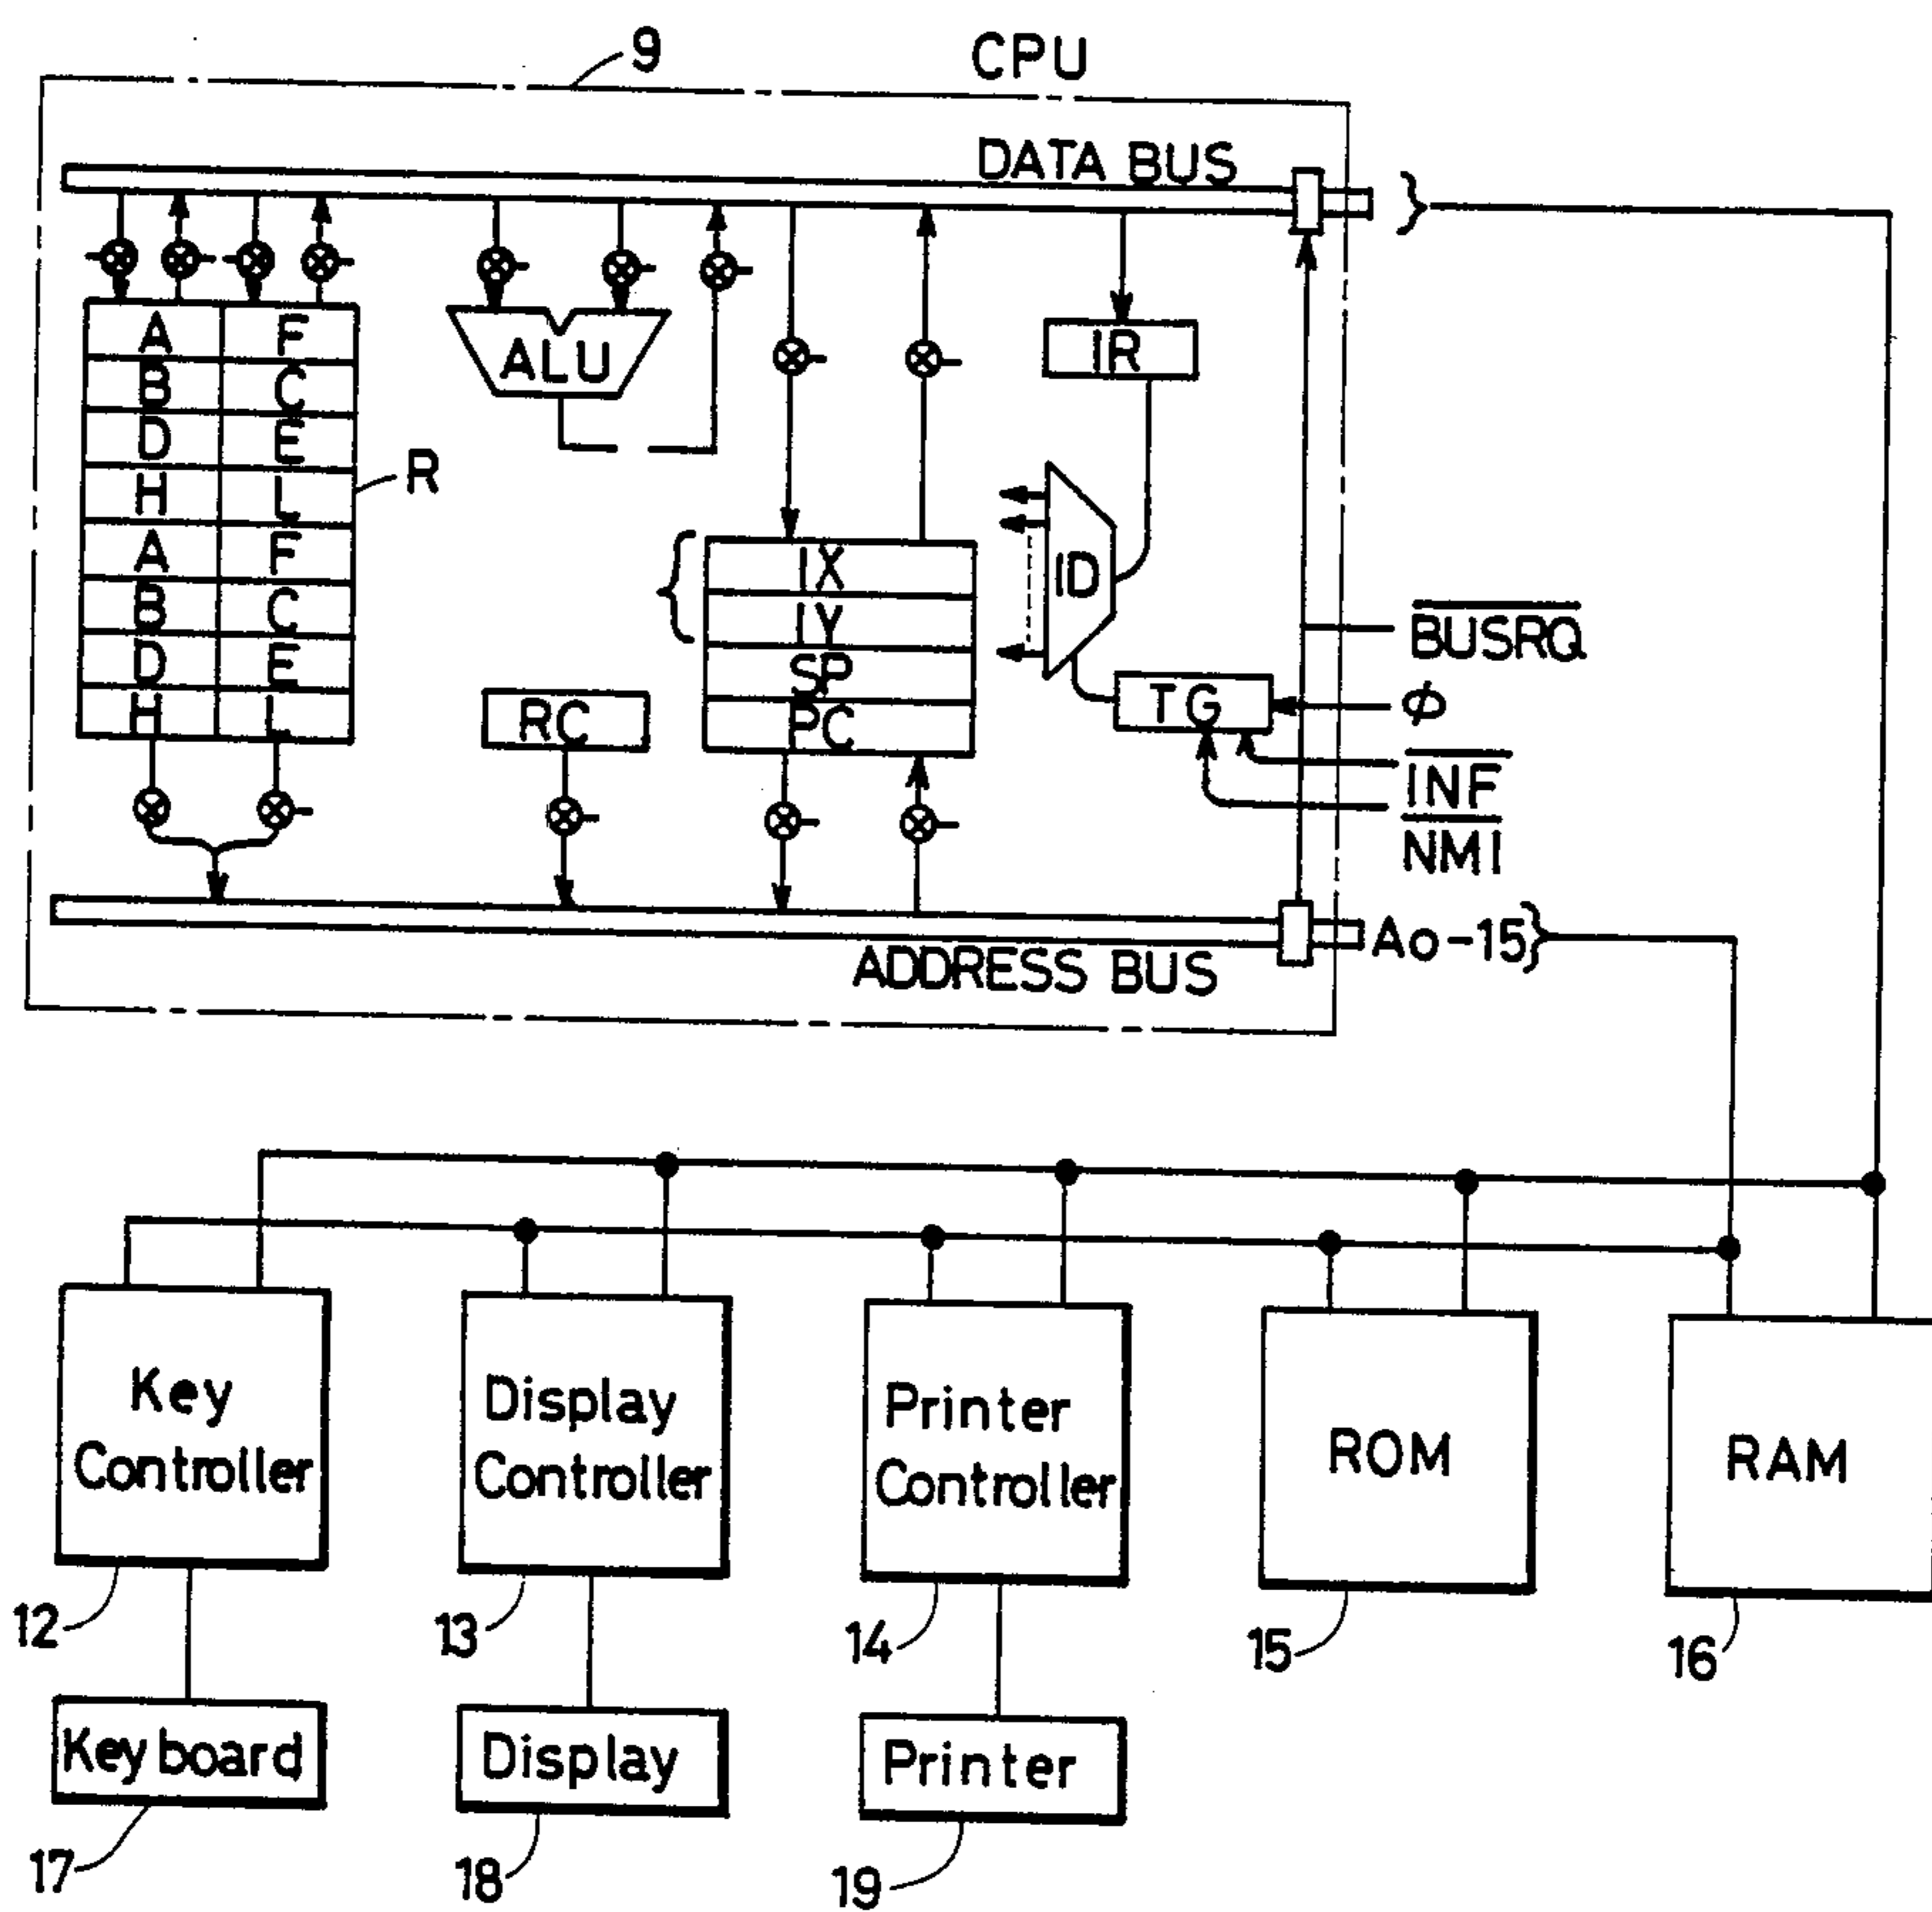 9
CPU
DATA BUS
A F
B C
D E
H L
A F
B C
D E
H L
R
ALU
IR
ID
IX
IY
SP
PC
RC
TG
BUSRQ
Φ
INF
NMI
Ao-15
ADDRESS BUS
Key Controller
Display Controller
Printer Controller
ROM
RAM
12
13
14
15
16
Keyboard
Display
Printer
17
18
19